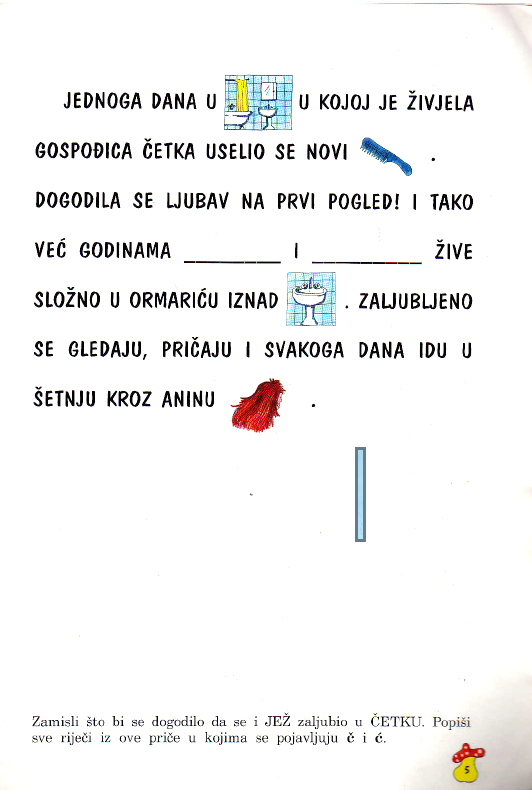 JEDNOGA DANA U U KOJOJ JE ŽIVJELA
GOSPOĐICA ČETKA USELIO SE NOVI .
DOGODILA SE LJUBAV NA PRVI POGLED! I TAKO
VEĆ GODINAMA __________ I ___________ ŽIVE
SLOŽNO U ORMARIĆU IZNAD . ZALJUBLJENO
SE GLEDAJU, PRIČAJU I SVAKOGA DANA IDU U
ŠETNJU KROZ ANINU .
Zamisli što bi se dogodilo da se i JEŽ zaljubio u ČETKU. Popiši
sve riječi iz ove priče u kojima se pojavljuju č i ć.
5